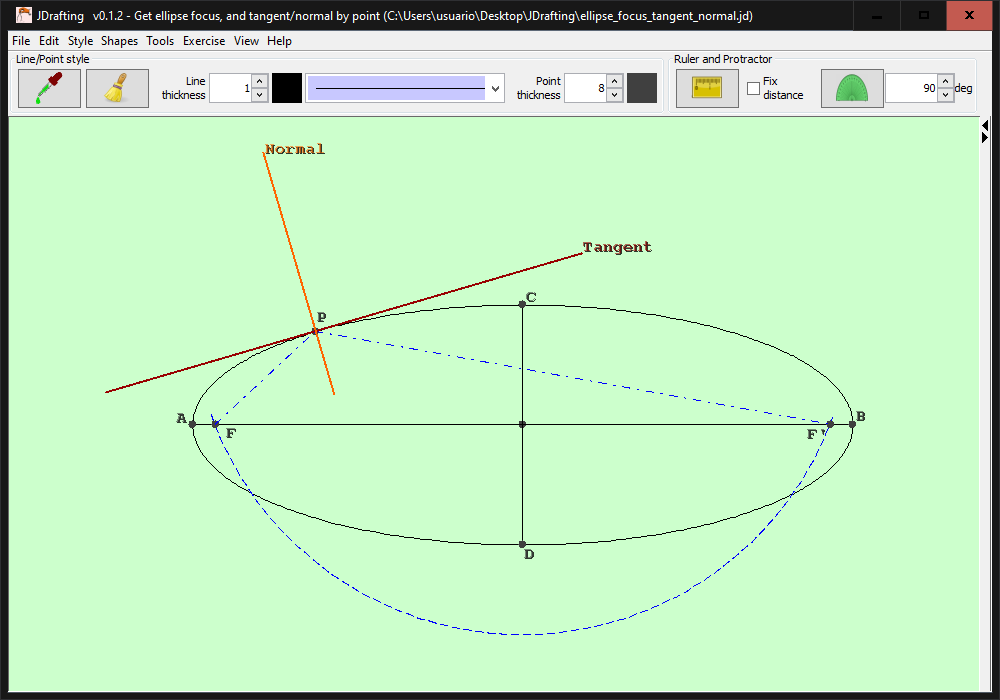 JDrafting v0.1.2 - Get ellipse focus, and tangent/normal by point (C:\Users\usuario\Desktop\JDrafting\ellipse_focus_tangent_normal.jd)
File Edit Style Shapes Tools Exercise View Help
Line/Point style
Ruler and Protractor
Line thickness
1
Point thickness
8
Fix distance
90 deg
Normal
Tangent
C
P
A
B
F
F'
D